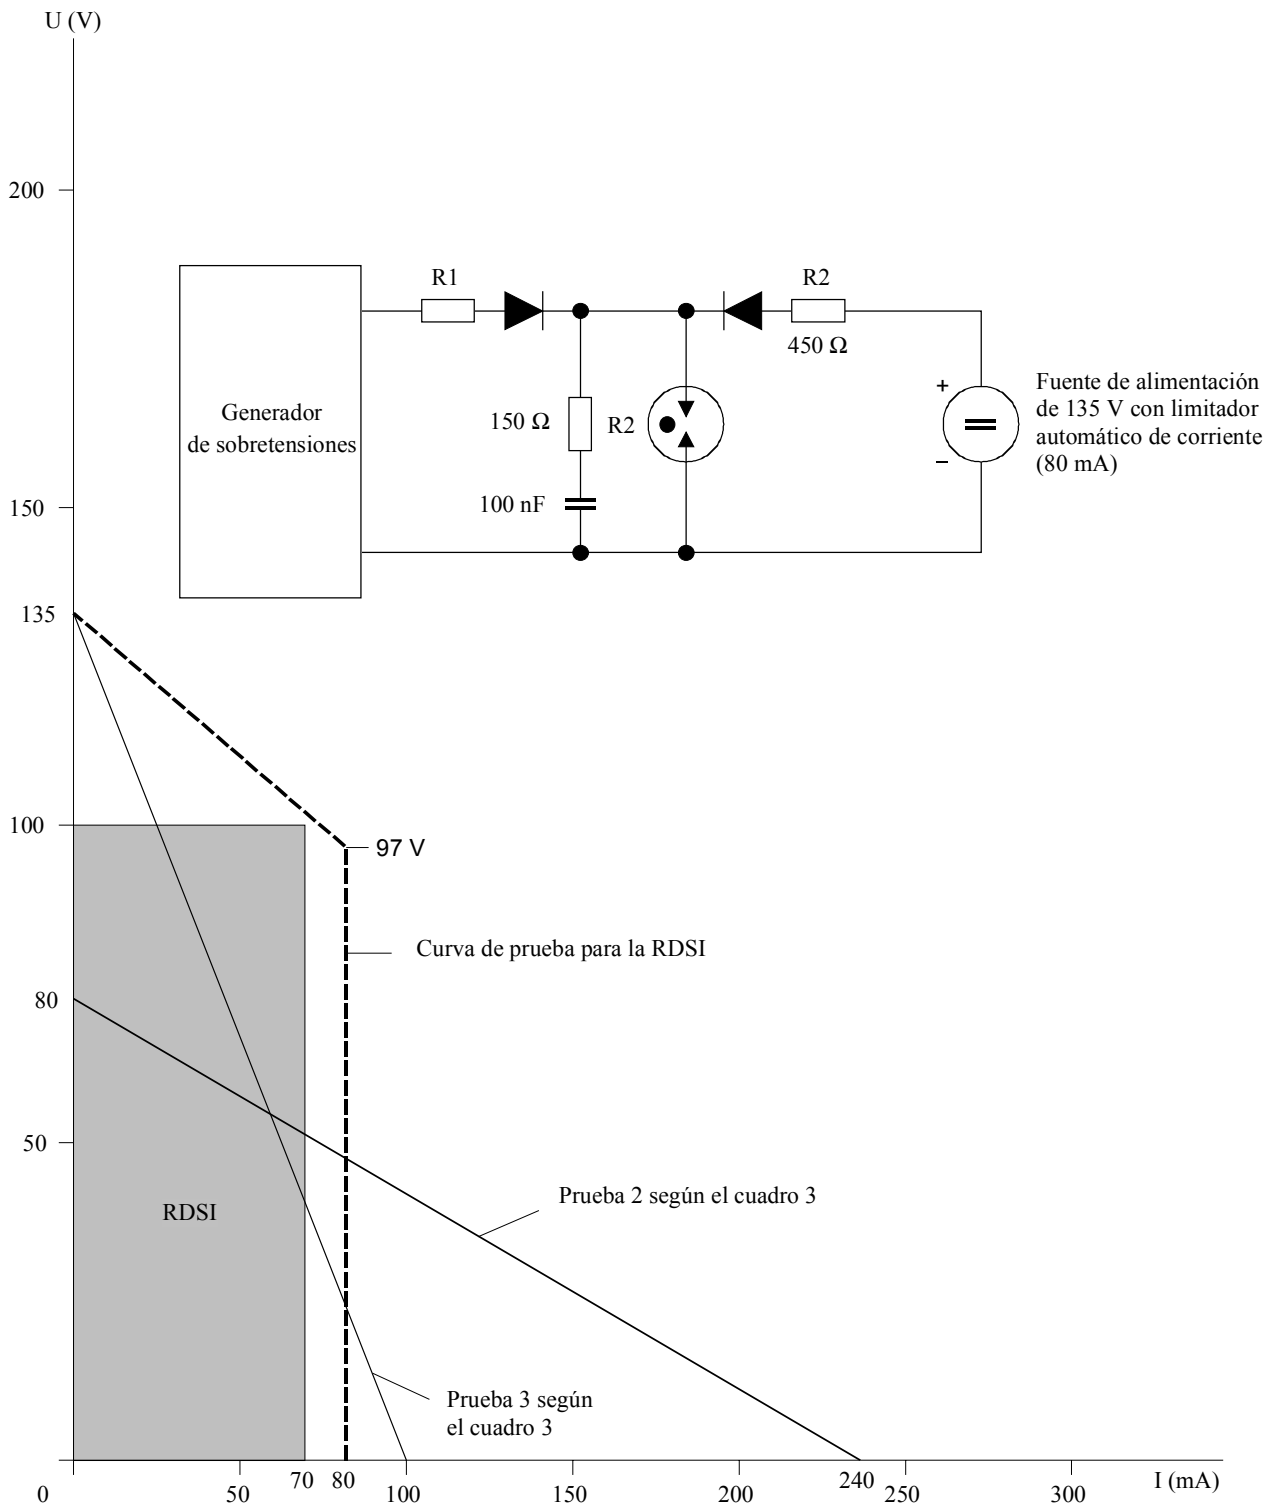 U (V)
200
R1
R2
450 Ω
Generador
de sobretensiones
150 Ω
R2
100 nF
+
–
Fuente de alimentación
de 135 V con limitador
automático de corriente
(80 mA)
150
135
100
97 V
Curva de prueba para la RDSI
80
50
RDSI
Prueba 2 según el cuadro 3
Prueba 3 según
el cuadro 3
0
50
70
80
100
150
200
240
250
300
I (mA)